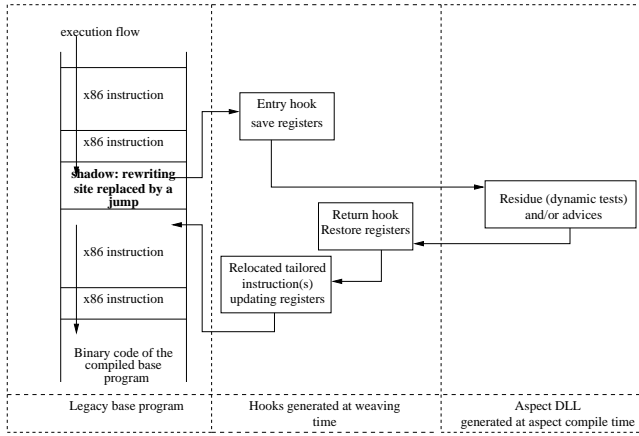 execution flow
x86 instruction
x86 instruction
shadow: rewriting
site replaced by a
jump
x86 instruction
x86 instruction
Binary code of the
compiled base
program
Entry hook
save registers
Residue (dynamic tests)
and/or advices
Return hook
Restore registers
Relocated tailored
instruction(s)
updating registers
Legacy base program
Hooks generated at weaving
time
Aspect DLL
generated at aspect compile time